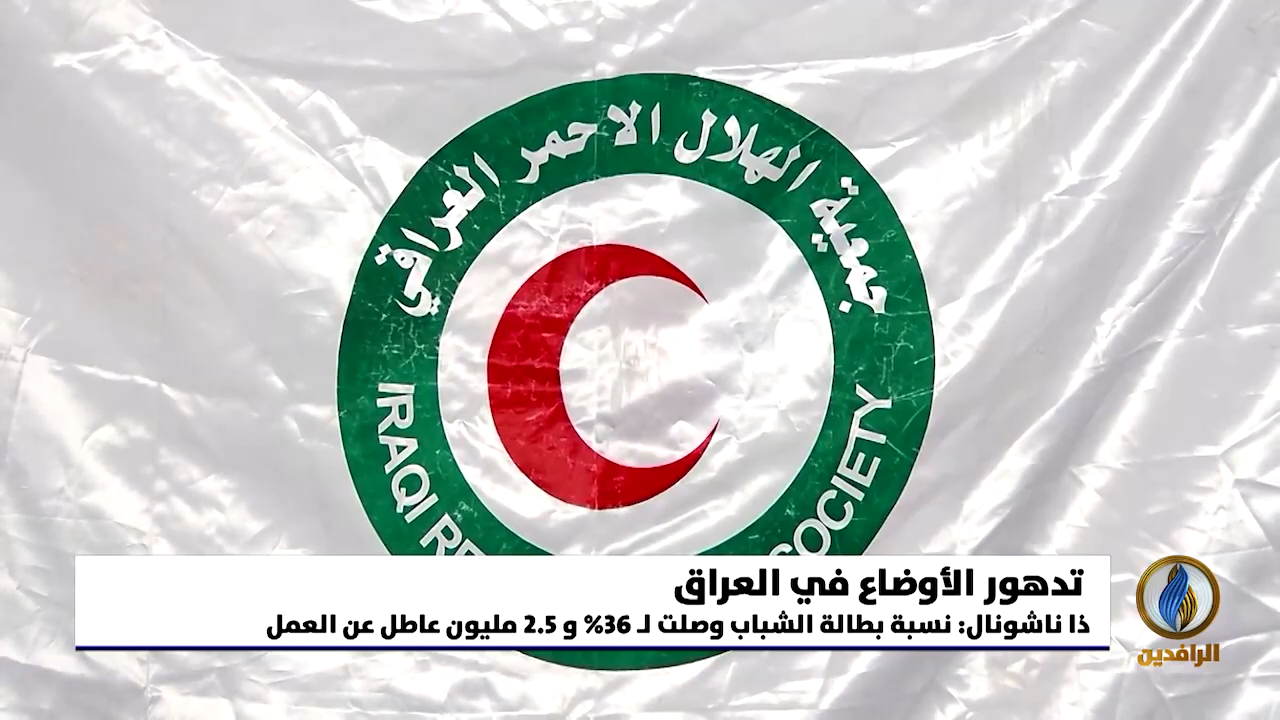 جمعية الهلال الاحمر العراقي
IRAQI
SOCIETY
تدهور الأوضاع في العراق
ذا ناشونال: نسبة بطالة الشباب وصلت لـ 36% و 2.5 مليون عاطل عن العمل
الرافدين